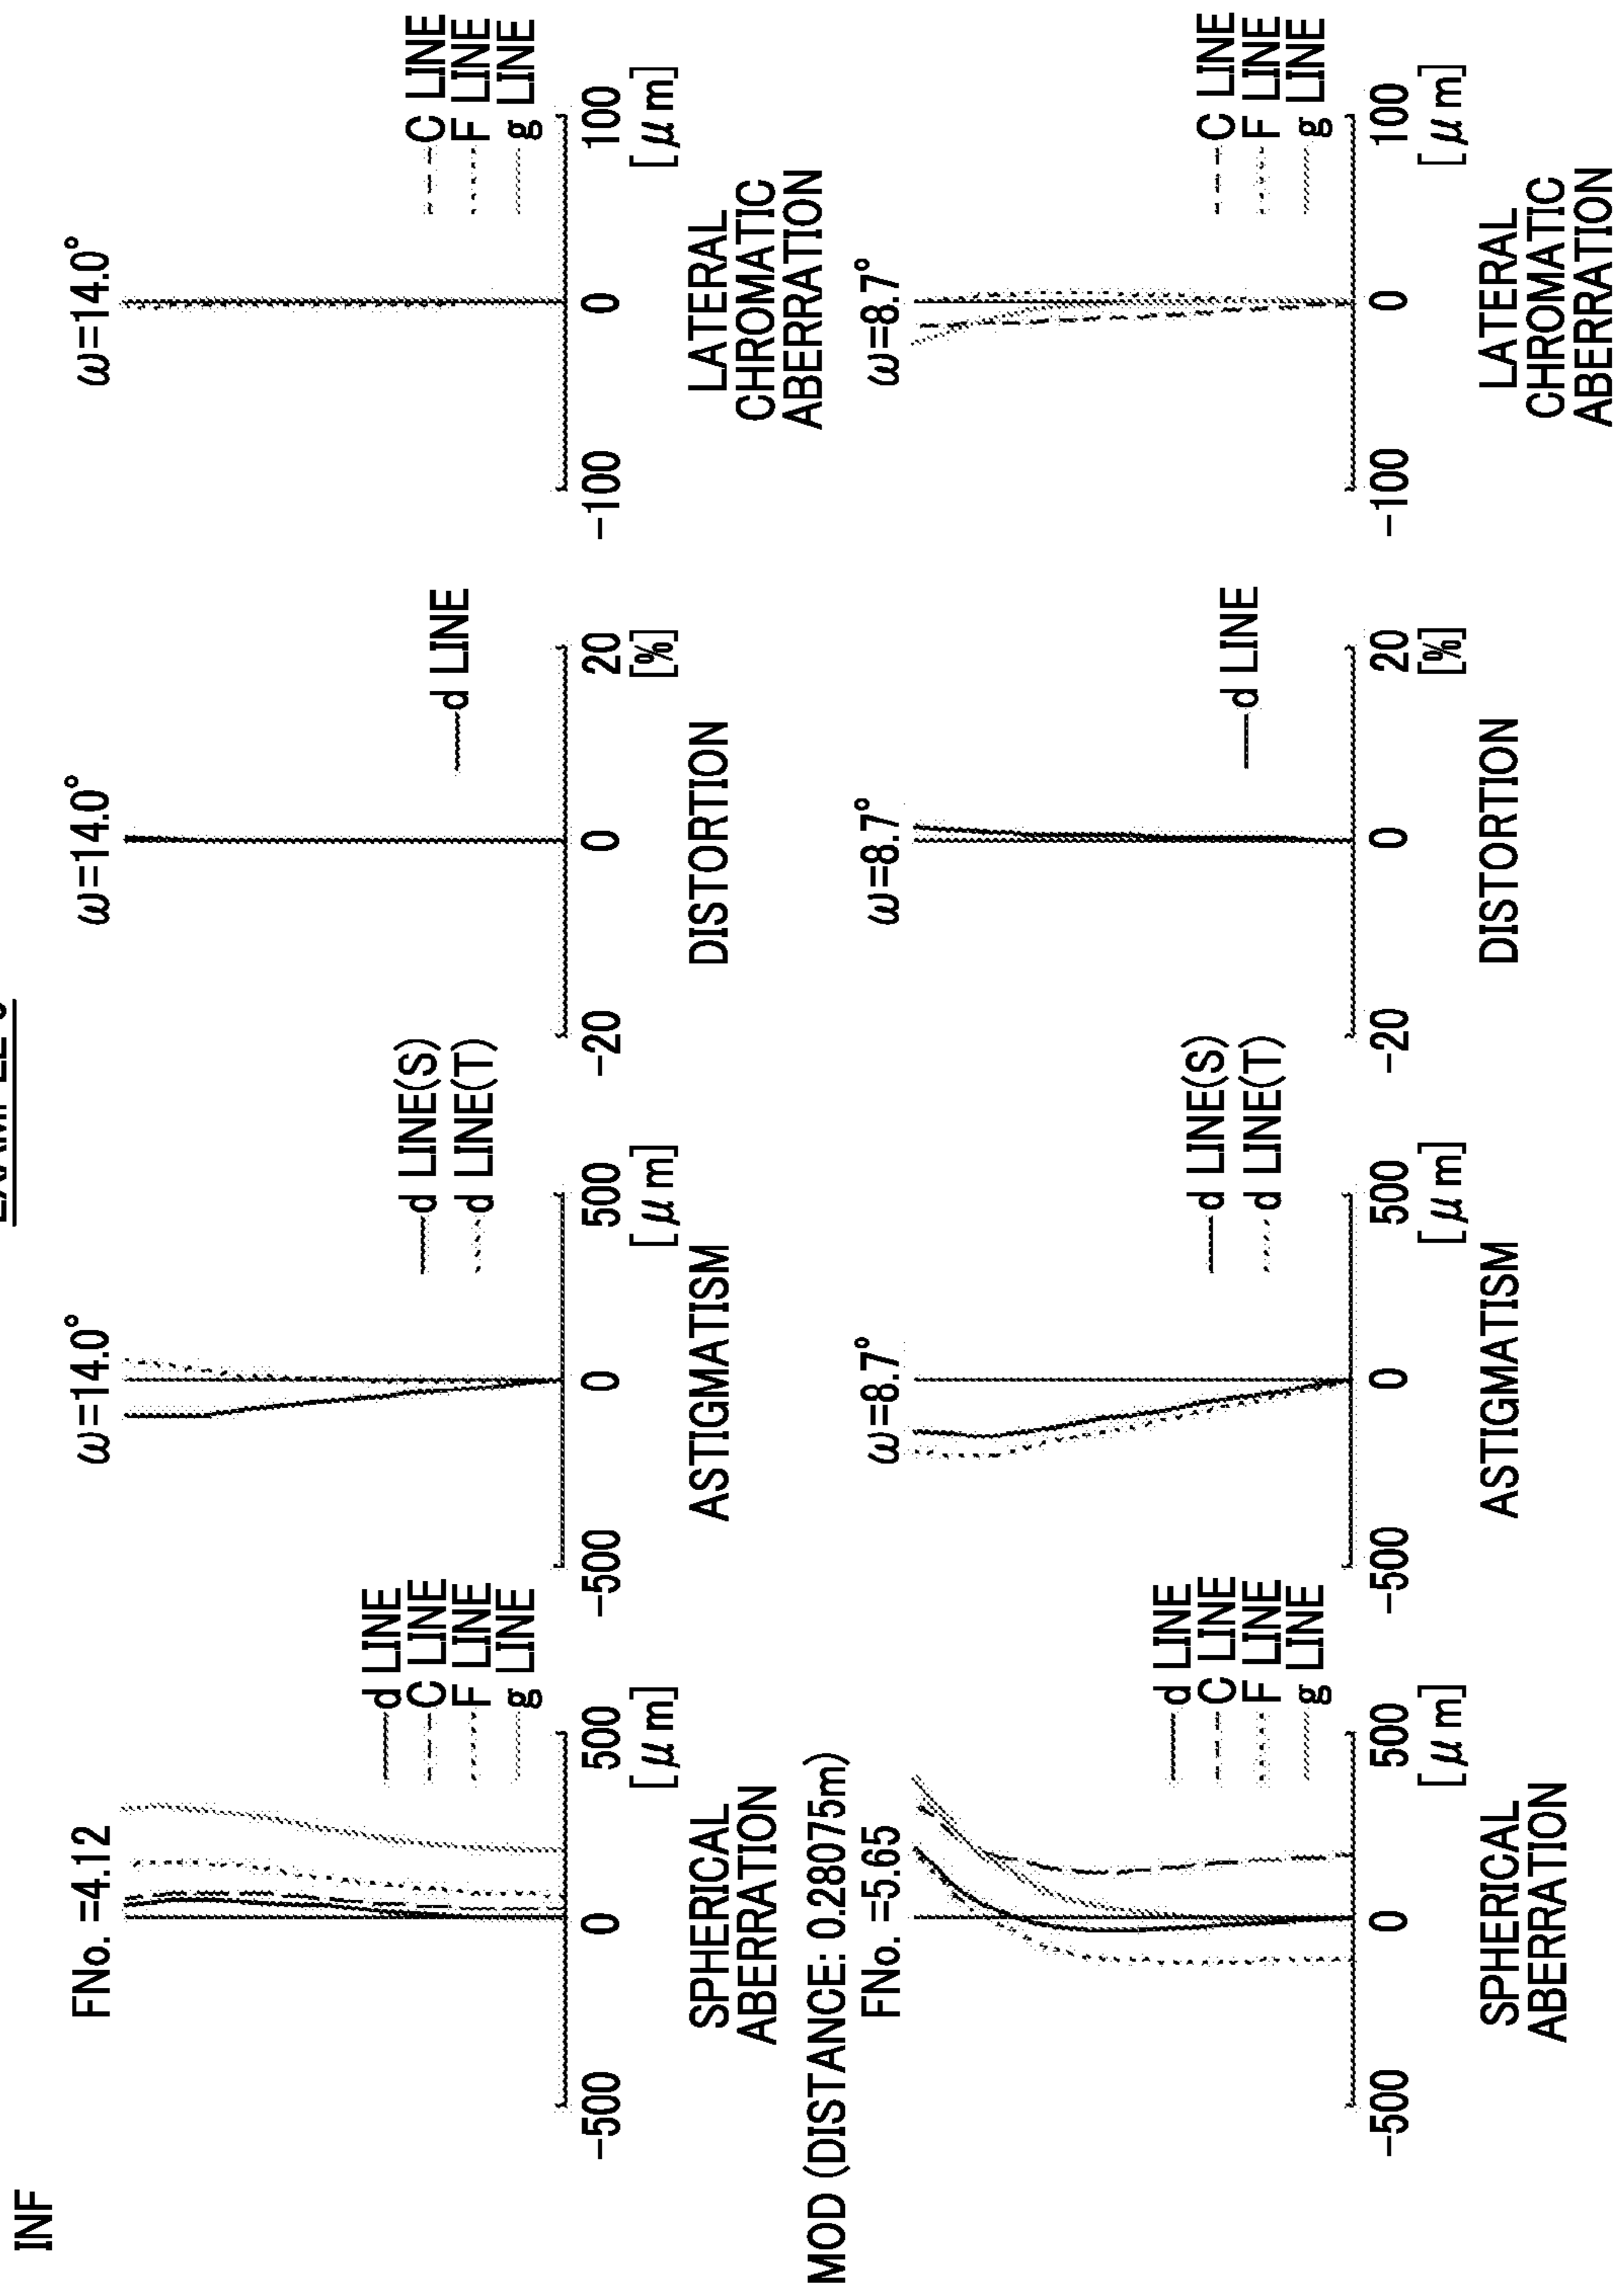 INF
FNo. =4.12
d LINE
C LINE
F LINE
g LINE
-500
0
500
[μm]
SPHERICAL
ABERRATION
ω=14.0°
d LINE(S)
d LINE(T)
-500
0
500
[μm]
ASTIGMATISM
ω=14.0°
d LINE
-20
0
20
[%]
DISTORTION
ω=14.0°
C LINE
F LINE
g LINE
-100
0
100
[μm]
LATERAL
CHROMATIC
ABERRATION
MOD (DISTANCE: 0.28075m)
FNo. =5.65
d LINE
C LINE
F LINE
g LINE
-500
0
500
[μm]
SPHERICAL
ABERRATION
ω=8.7°
d LINE(S)
d LINE(T)
-500
0
500
[μm]
ASTIGMATISM
ω=8.7°
d LINE
-20
0
20
[%]
DISTORTION
ω=8.7°
C LINE
F LINE
g LINE
-100
0
100
[μm]
LATERAL
CHROMATIC
ABERRATION